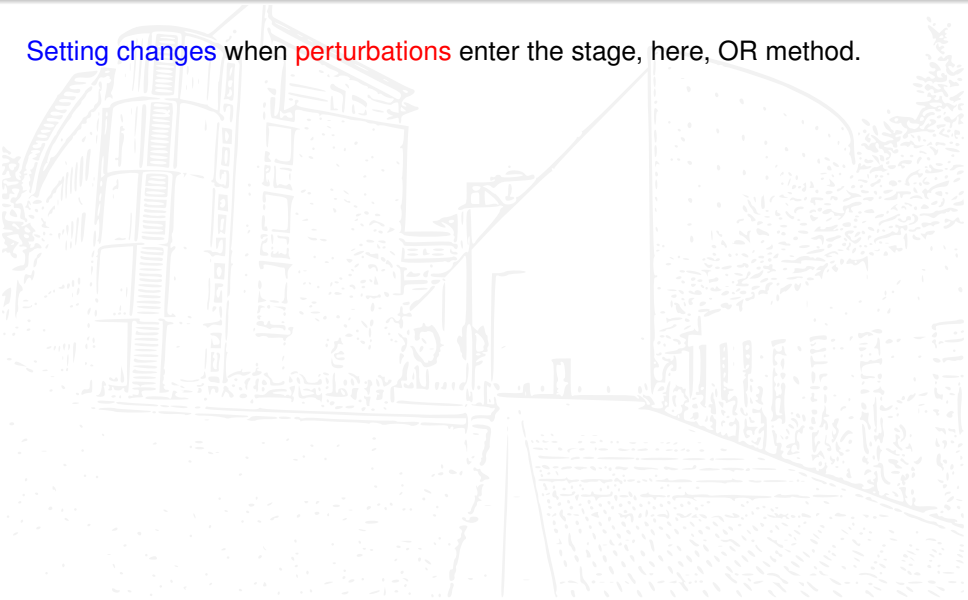 Setting changes when perturbations enter the stage, here, OR method.